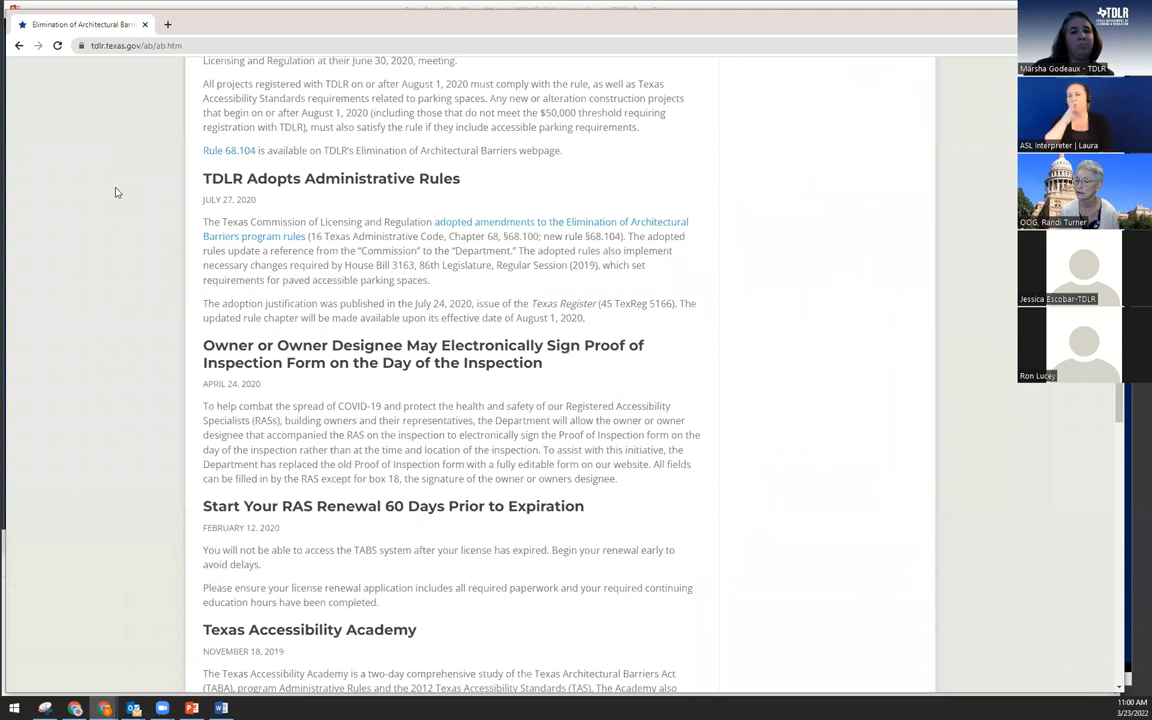 Elimination of Architectural Barri
tdlr.texas.gov/ab/ab.htm
Licensing and Regulation at their June 30, 2020, meeting.
All projects registered with TDLR on or after August 1, 2020 must comply with the rule, as well as Texas
Accessibility Standards requirements related to parking spaces. Any new or alteration construction projects
that begin on or after August 1, 2020 (including those that do not meet the $50,000 threshold requiring
registration with TDLR), must also satisfy the rule if they include accessible parking requirements.
Rule 68.104 is available on TDLR's Elimination of Architectural Barriers webpage.
TDLR Adopts Administrative Rules
JULY 27, 2020
The Texas Commission of Licensing and Regulation adopted amendments to the Elimination of Architectural
Barriers program rules (16 Texas Administrative Code, Chapter 68, §68.100; new rule §68.104). The adopted
rules update a reference from the “Commission” to the “Department.” The adopted rules also implement
necessary changes required by House Bill 3163, 86th Legislature, Regular Session (2019), which set
requirements for paved accessible parking spaces.
The adoption justification was published in the July 24, 2020, issue of the Texas Register (45 TexReg 5166). The
updated rule chapter will be made available upon its effective date of August 1, 2020.
Owner or Owner Designee May Electronically Sign Proof of
Inspection Form on the Day of the Inspection
APRIL 24, 2020
To help combat the spread of COVID-19 and protect the health and safety of our Registered Accessibility
Specialists (RASs), building owners and their representatives, the Department will allow the owner or owner
designee that accompanied the RAS on the inspection to electronically sign the Proof of Inspection form on the
day of the inspection rather than at the time and location of the inspection. To assist with this initiative, the
Department has replaced the old Proof of Inspection form with a fully editable form on our website. All fields
can be filled in by the RAS except for box 18, the signature of the owner or owners designee.
Start Your RAS Renewal 60 Days Prior to Expiration
FEBRUARY 12, 2020
You will not be able to access the TABS system after your license has expired. Begin your renewal early to
avoid delays.
Please ensure your license renewal application includes all required paperwork and your required continuing
education hours have been completed.
Texas Accessibility Academy
NOVEMBER 18, 2019
The Texas Accessibility Academy is a two-day comprehensive study of the Texas Architectural Barriers Act
(TABA), program Administrative Rules and the 2012 Texas Accessibility Standards (TAS). The Academy also
TDLR
Marsha Godeaux - TDLR
ASL Interpreter | Laura
OOG, Randi Turner
Jessica Escobar-TDLR
Ron Lucey
11:00 AM
3/23/2022